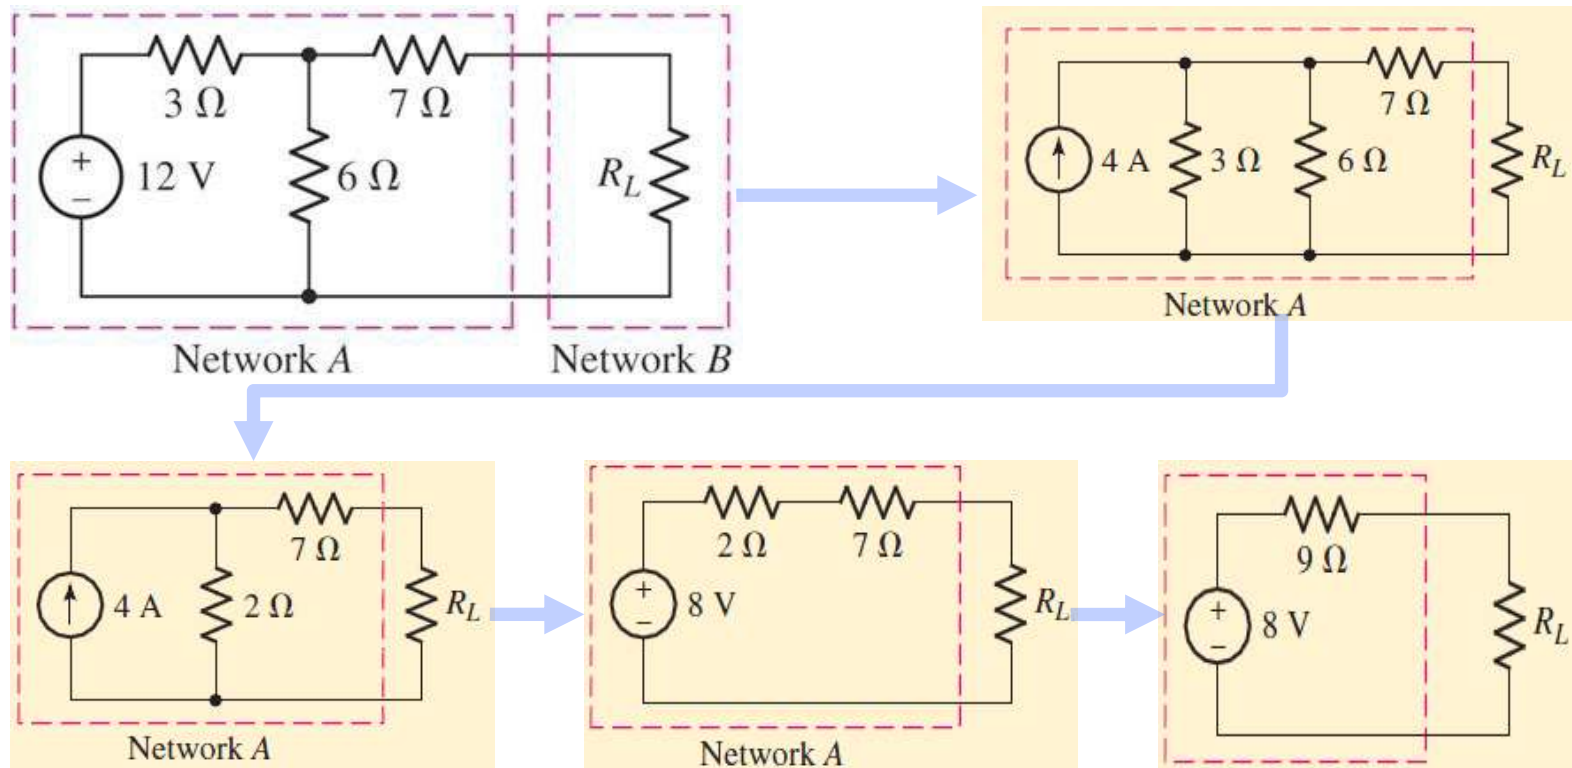 3 Ω
7 Ω
+
−
12 V
6 Ω
R_L
Network A
Network B
7 Ω
4 A
3 Ω
6 Ω
R_L
Network A
7 Ω
4 A
2 Ω
R_L
Network A
2 Ω
7 Ω
+
−
8 V
R_L
Network A
9 Ω
+
−
8 V
R_L